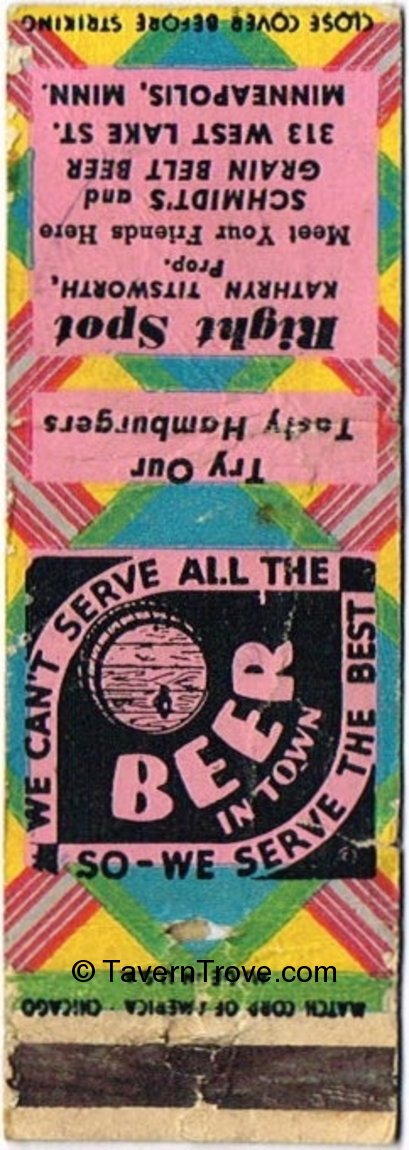 CLOSE COVER BEFORE STRIKING
Right Spot
KATHRYN TITSWORTH,
Prop.
Meet Your Friends Here
SCHMIDT'S and
GRAIN BELT BEER
313 WEST LAKE ST.
MINNEAPOLIS, MINN.
Try Our
Tasty Hamburgers
WE CAN'T SERVE ALL THE
BEER
IN TOWN
SO-WE SERVE THE BEST
© TavernTrove.com
MATCH CORP OF AMERICA · CHICAGO